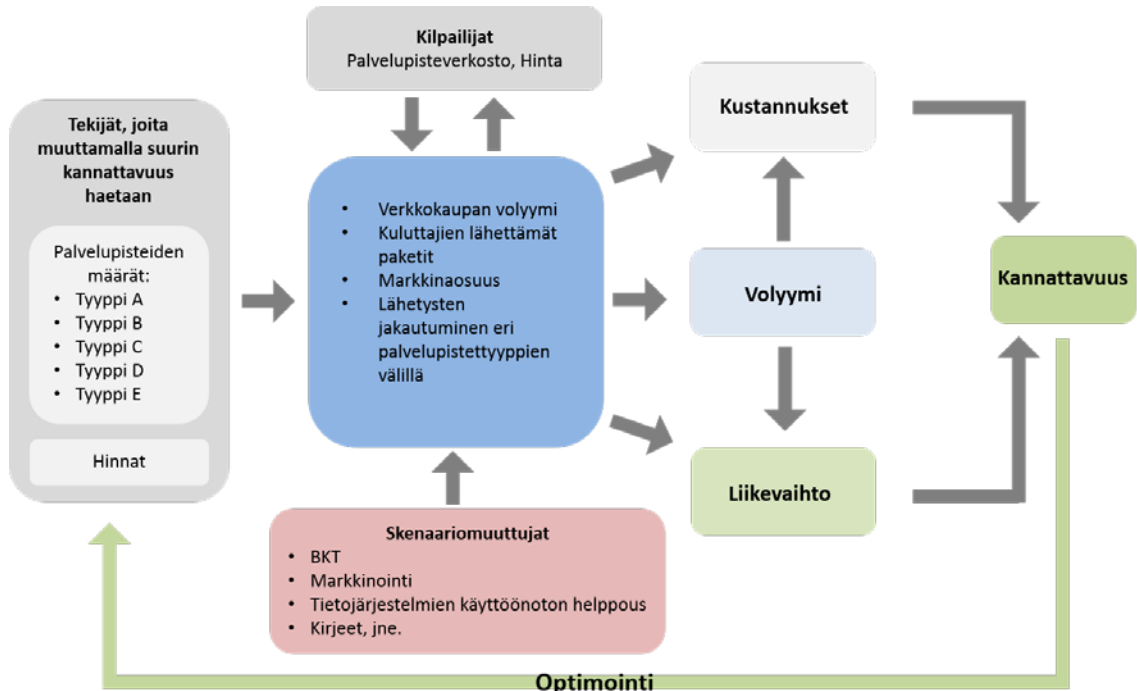 Kilpailijat
Palvelupisteverkosto, Hinta
Tekijät, joita
muuttamalla suurin
kannattavuus
haetaan
Palvelupisteiden
määrät:
• Tyyppi A
• Tyyppi B
• Tyyppi C
• Tyyppi D
• Tyyppi E
Hinnat
• Verkkokaupan volyymi
• Kuluttajien lähettämät
paketit
• Markkinaosuus
• Lähetysten
jakautuminen eri
palvelupistettyyppien
välillä
Skenaariomuuttujat
• BKT
• Markkinointi
• Tietojärjestelmien käyttöönoton helppous
• Kirjeet, jne.
Kustannukset
Volyymi
Liikevaihto
Kannattavuus
Optimointi